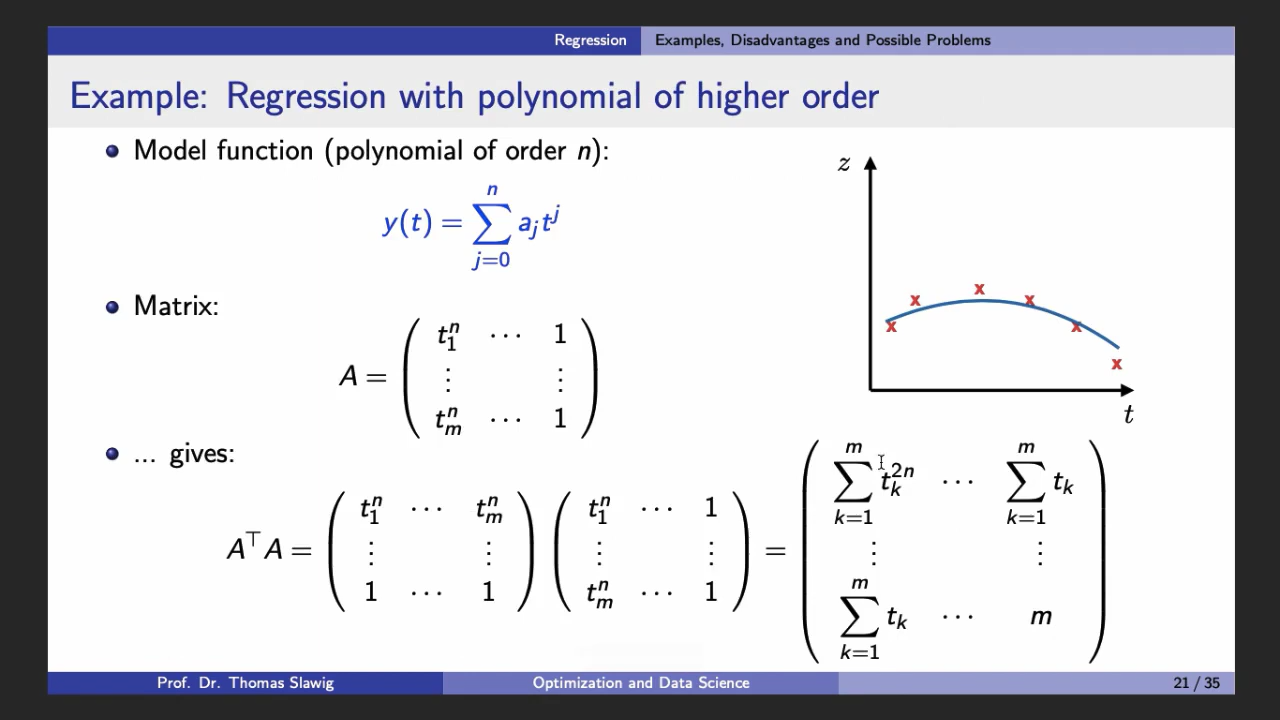 Regression Examples, Disadvantages and Possible Problems
Example: Regression with polynomial of higher order
• Model function (polynomial of order n):
y(t) = ∑_{j=0}^{n} a_j t^j
• Matrix:
A = ( t_1^n ⋯ 1
⋮ ⋮
t_m^n ⋯ 1 )
z
x x x x x x
t
• ... gives:
A^⊤ A = ( t_1^n ⋯ t_m^n ) ( t_1^n ⋯ 1 ) = ( ∑_{k=1}^{m} t_k^{2n} ⋯ ∑_{k=1}^{m} t_k )
⋮ ⋮ ⋮ ⋮ ⋮ ⋮
1 ⋯ 1 t_m^n ⋯ 1 ∑_{k=1}^{m} t_k ⋯ m
Prof. Dr. Thomas Slawig Optimization and Data Science 21 / 35